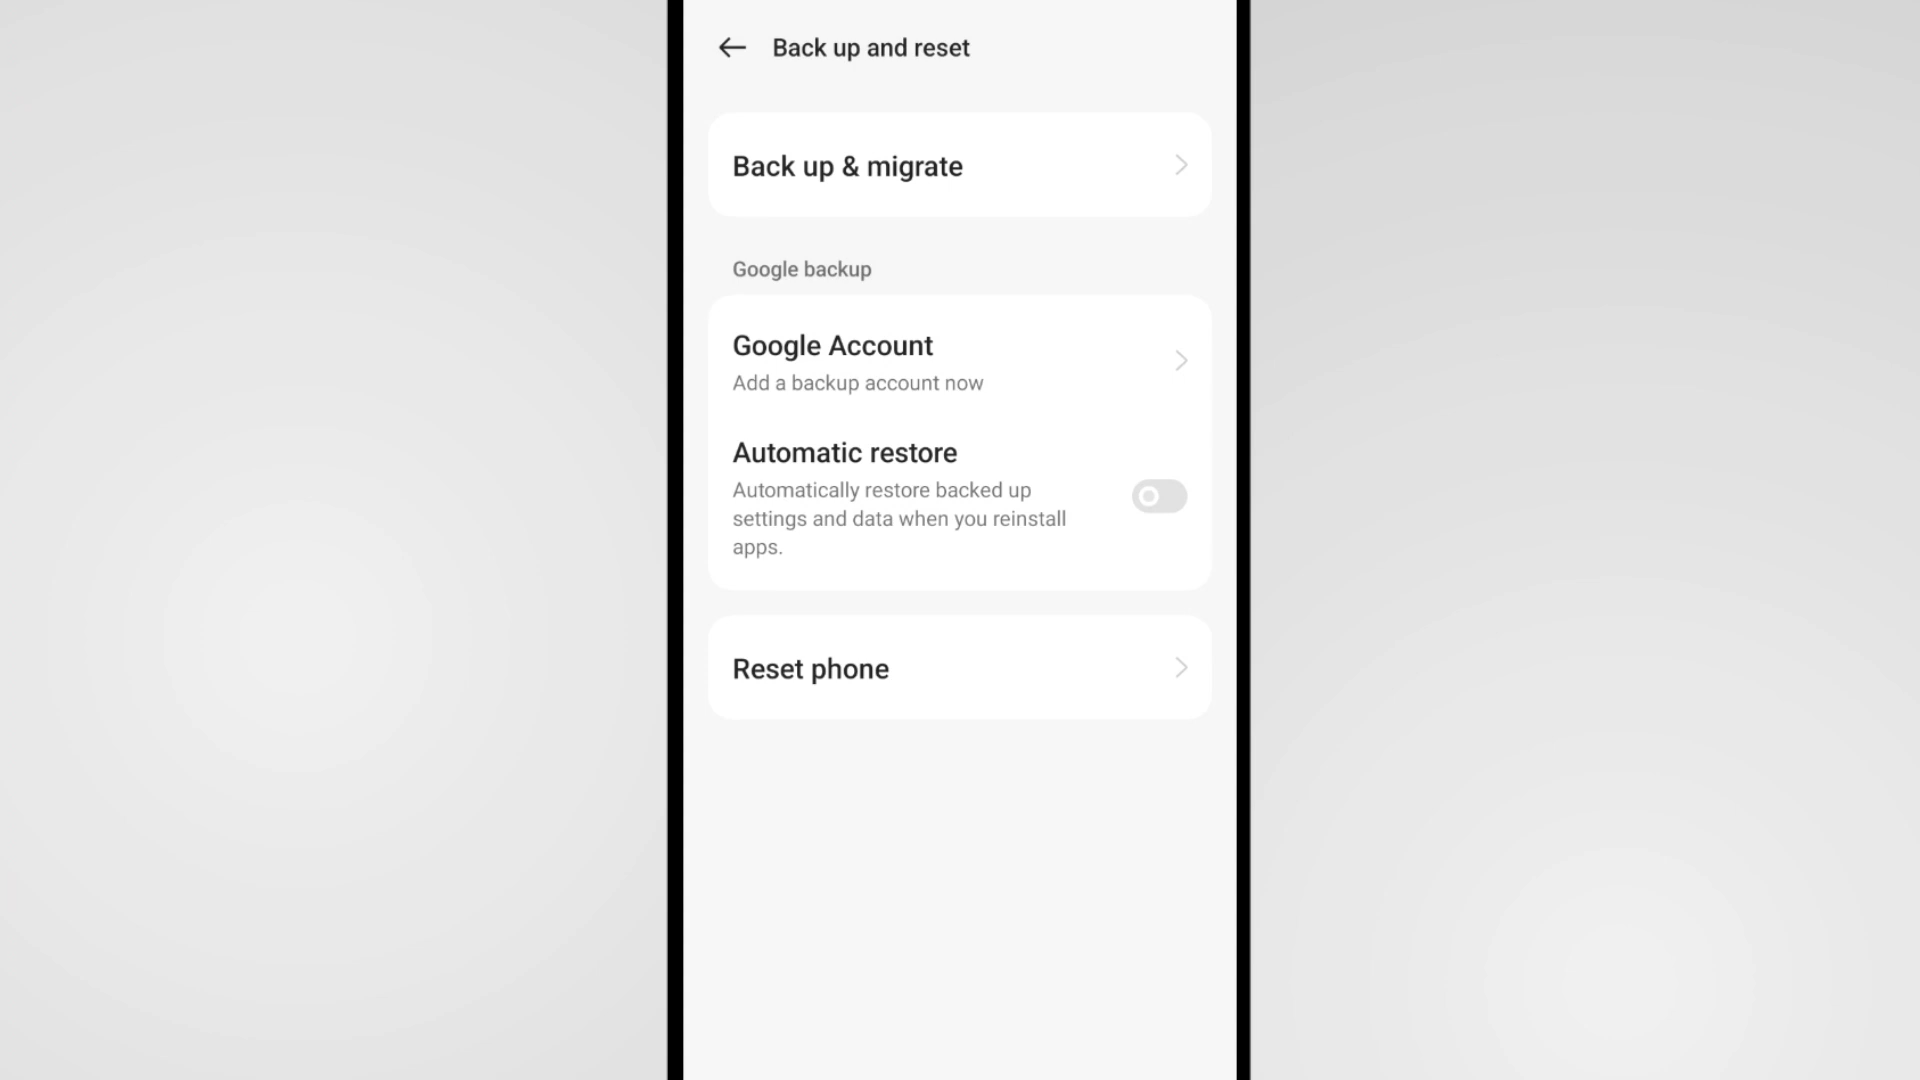 Back up and reset
Back up & migrate
Google backup
Google Account
Add a backup account now
Automatic restore
Automatically restore backed up
settings and data when you reinstall
apps.
Reset phone